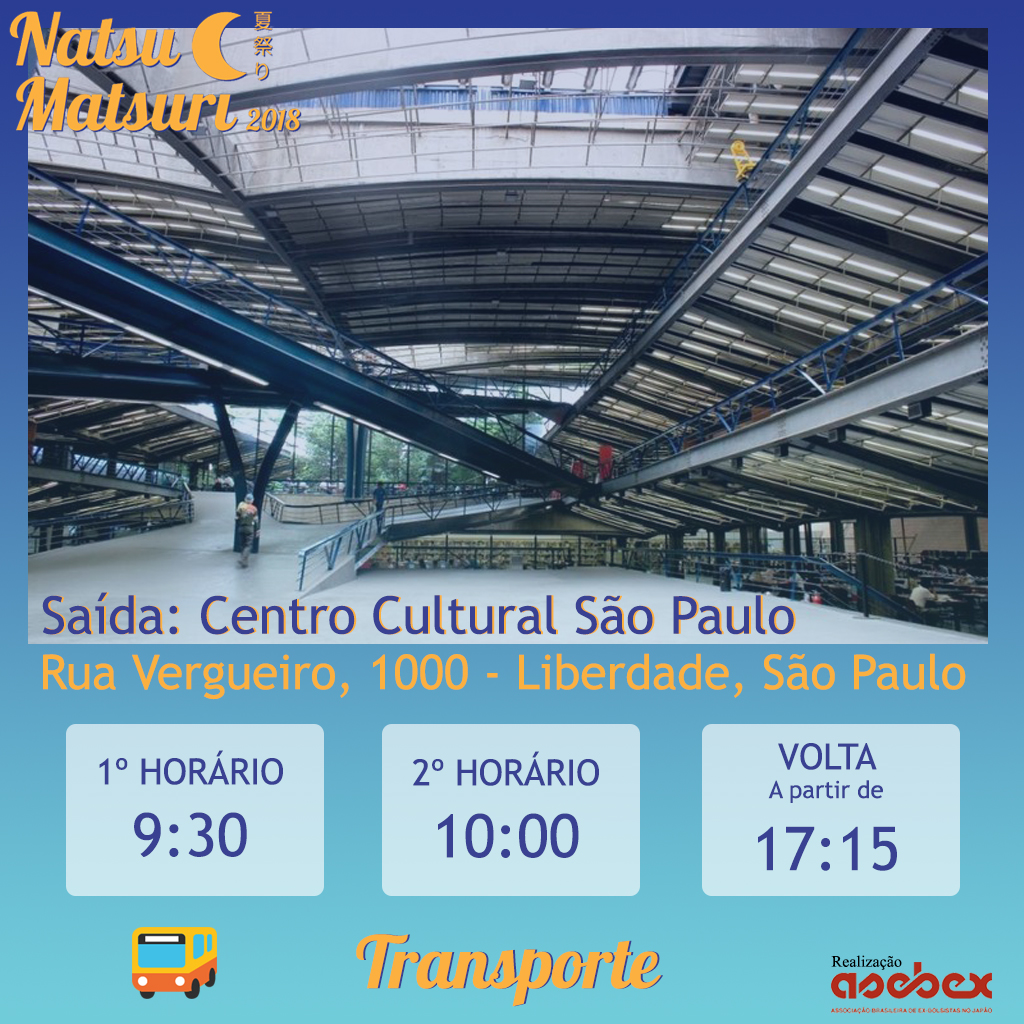 Natsu
Matsuri 2018
夏祭り
Saída: Centro Cultural São Paulo
Rua Vergueiro, 1000 - Liberdade, São Paulo
1º HORÁRIO
9:30
2º HORÁRIO
10:00
VOLTA
A partir de
17:15
Transporte
Realização
asebex
ASSOCIAÇÃO BRASILEIRA DE EX-BOLSISTAS NO JAPÃO